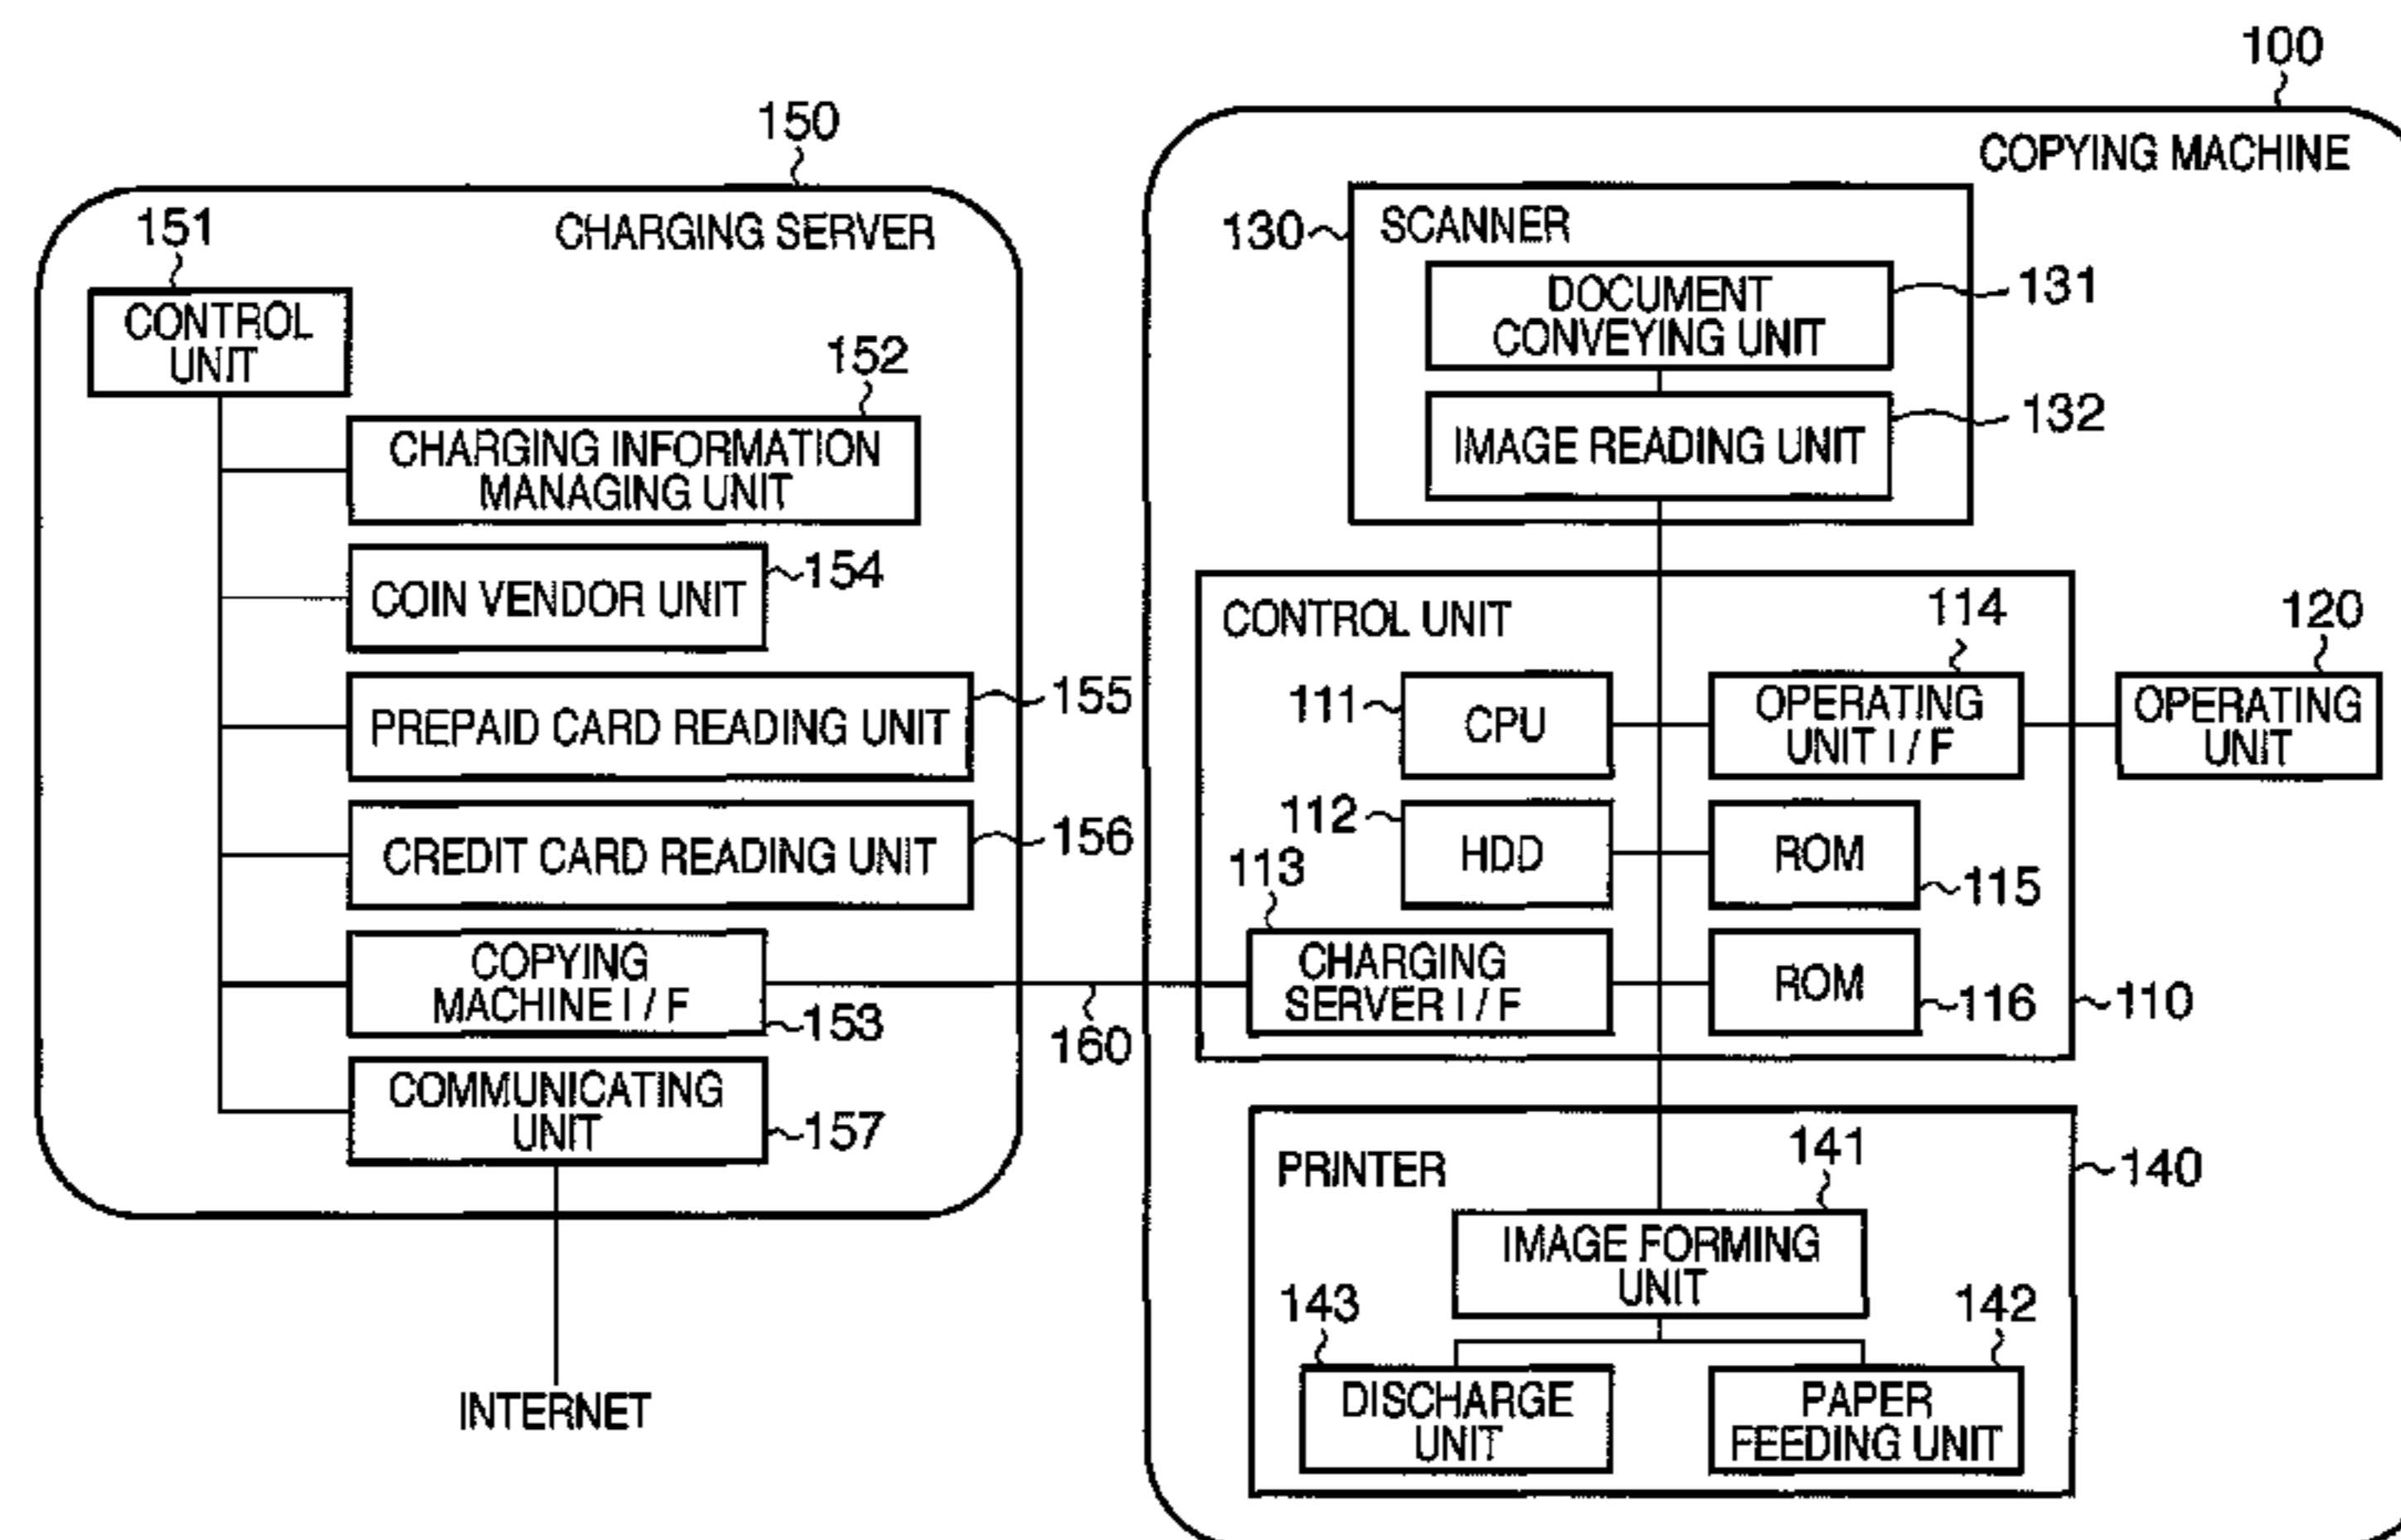 100
COPYING MACHINE
150
CHARGING SERVER
151
CONTROL
UNIT
152
CHARGING INFORMATION
MANAGING UNIT
COIN VENDOR UNIT
154
PREPAID CARD READING UNIT
155
CREDIT CARD READING UNIT
156
COPYING
MACHINE I / F
153
COMMUNICATING
UNIT
157
INTERNET
160
130
SCANNER
DOCUMENT
CONVEYING UNIT
131
IMAGE READING UNIT
132
CONTROL UNIT
114
120
111
CPU
OPERATING
UNIT I / F
OPERATING
UNIT
112
HDD
ROM
115
113
CHARGING
SERVER I / F
ROM
116
110
PRINTER
141
140
IMAGE FORMING
UNIT
143
142
DISCHARGE
UNIT
PAPER
FEEDING UNIT